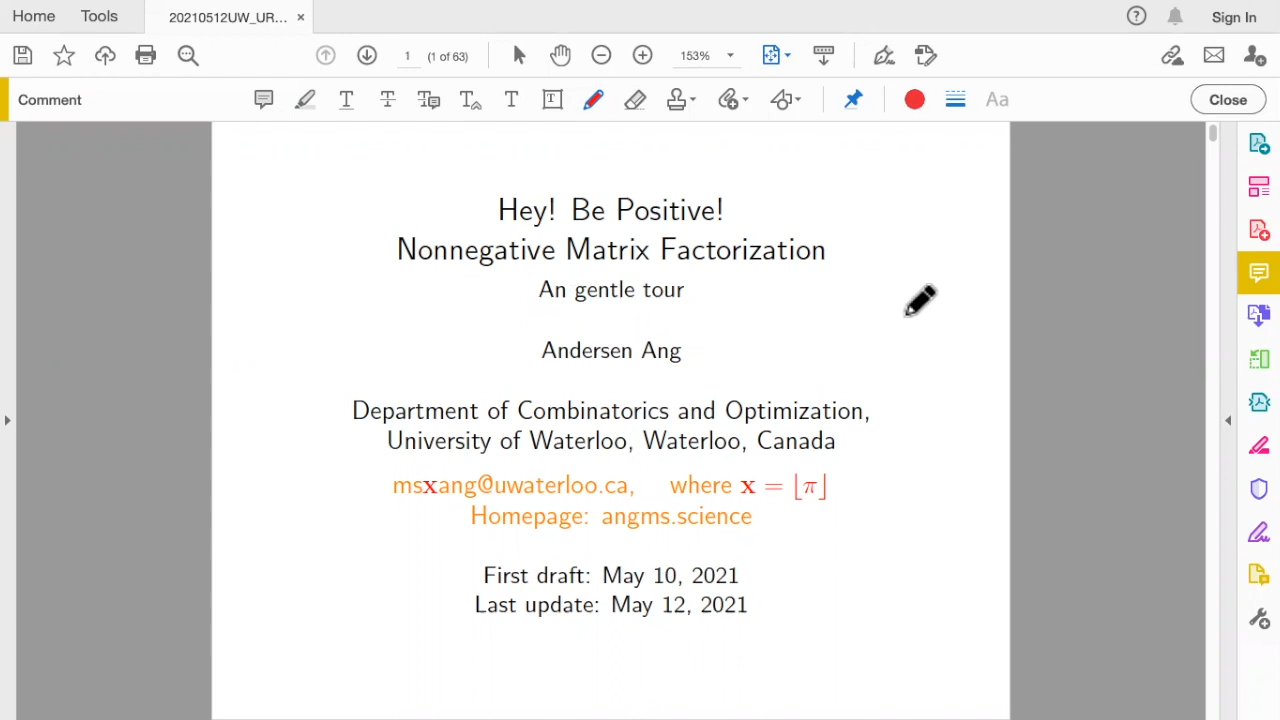 Home Tools 20210512UW_UR... × Sign In
1 (1 of 63) 153%
Comment T T T T T Aa Close
Hey! Be Positive!
Nonnegative Matrix Factorization
An gentle tour
Andersen Ang
Department of Combinatorics and Optimization,
University of Waterloo, Waterloo, Canada
msxang@uwaterloo.ca, where x = ⌊π⌋
Homepage: angms.science
First draft: May 10, 2021
Last update: May 12, 2021